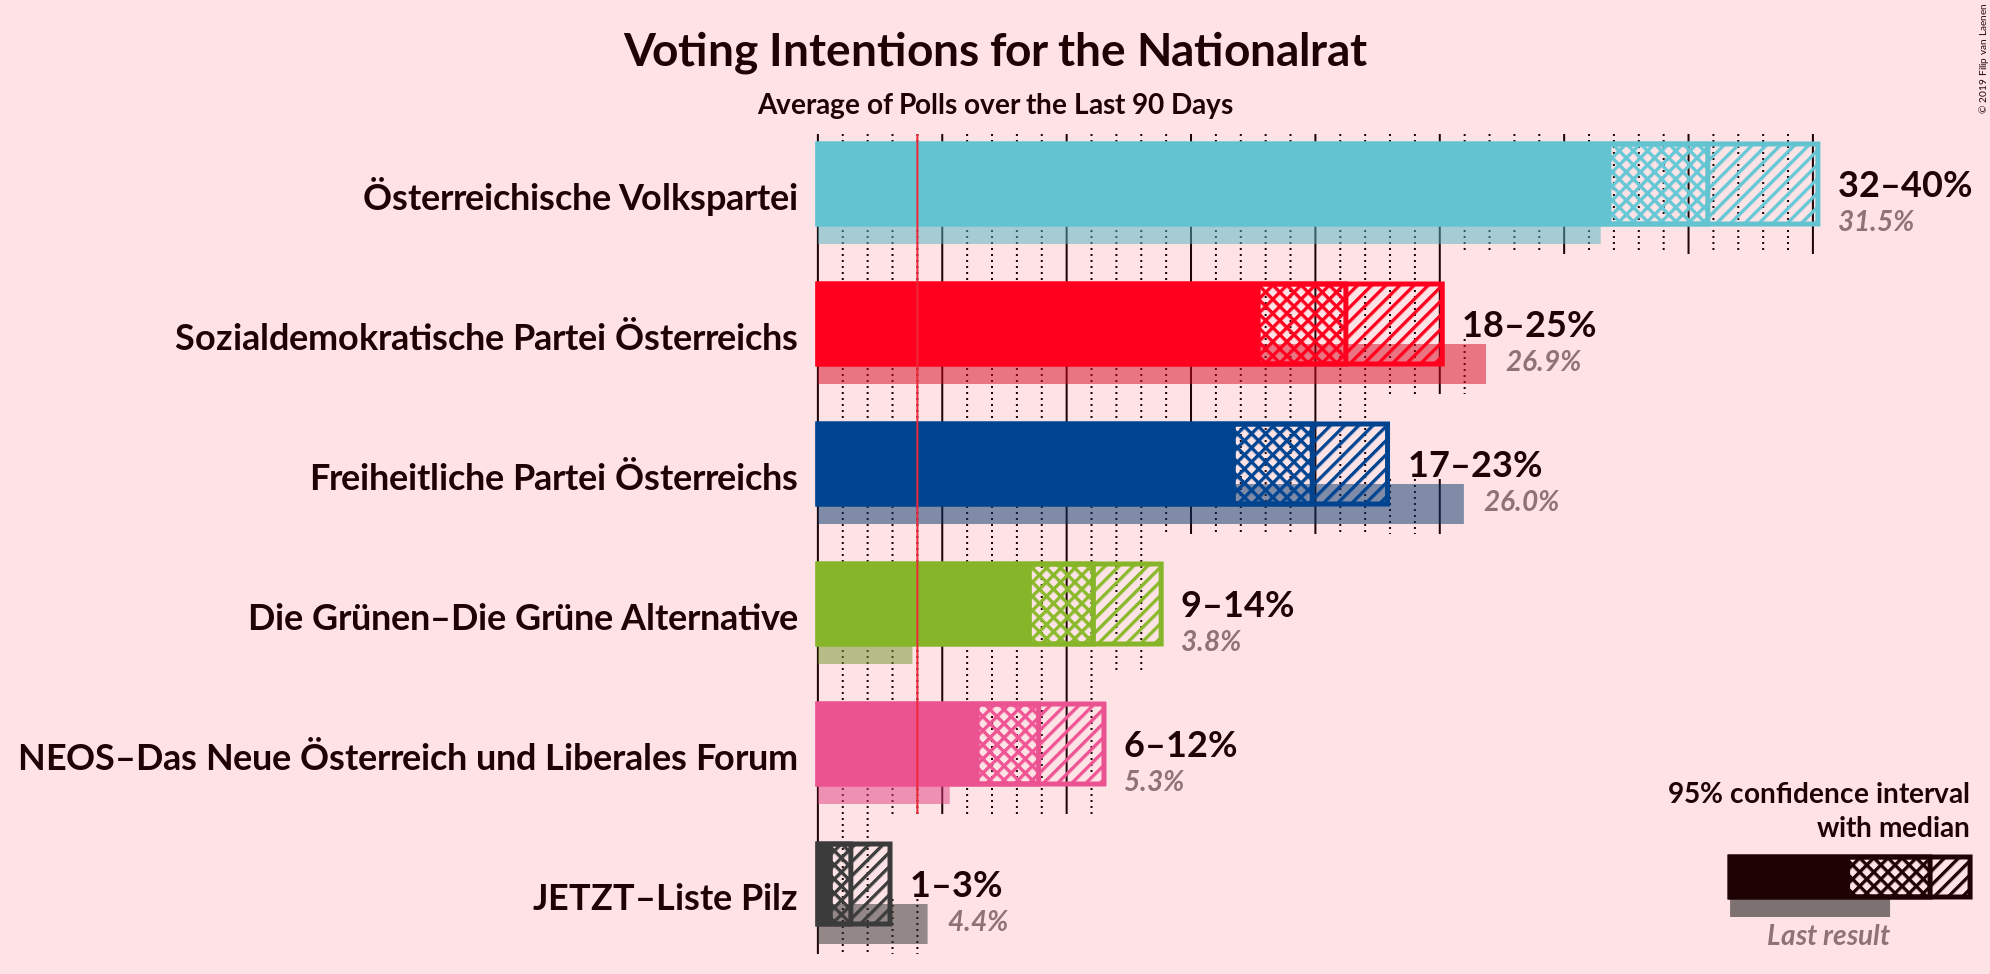 Voting Intentions for the Nationalrat
Average of Polls over the Last 90 Days
© 2019 Filip van Laenen
Österreichische Volkspartei
32–40%
31.5%
Sozialdemokratische Partei Österreichs
18–25%
26.9%
Freiheitliche Partei Österreichs
17–23%
26.0%
Die Grünen–Die Grüne Alternative
9–14%
3.8%
NEOS–Das Neue Österreich und Liberales Forum
6–12%
5.3%
JETZT–Liste Pilz
1–3%
4.4%
95% confidence interval
with median
Last result